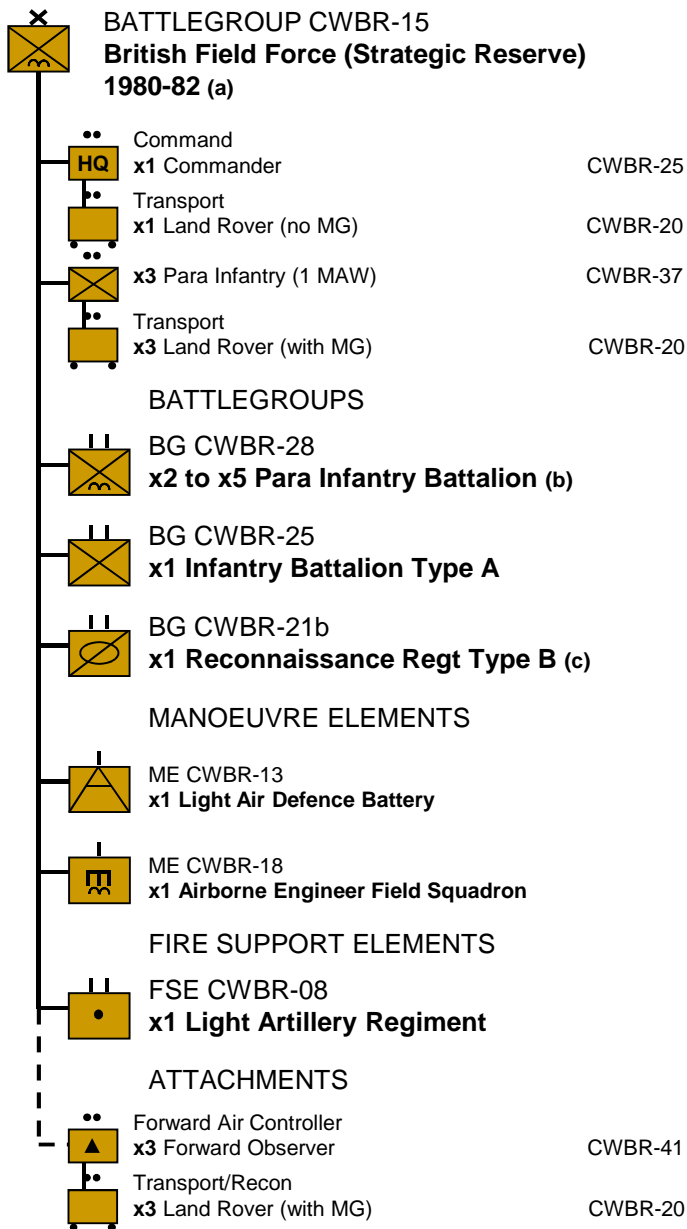 BATTLEGROUP CWBR-15
British Field Force (Strategic Reserve)
1980-82 (a)
Command
HQ
x1 Commander CWBR-25
Transport
x1 Land Rover (no MG) CWBR-20
x3 Para Infantry (1 MAW) CWBR-37
Transport
x3 Land Rover (with MG) CWBR-20
BATTLEGROUPS
BG CWBR-28
x2 to x5 Para Infantry Battalion (b)
BG CWBR-25
x1 Infantry Battalion Type A
BG CWBR-21b
x1 Reconnaissance Regt Type B (c)
MANOEUVRE ELEMENTS
ME CWBR-13
x1 Light Air Defence Battery
ME CWBR-18
x1 Airborne Engineer Field Squadron
FIRE SUPPORT ELEMENTS
FSE CWBR-08
x1 Light Artillery Regiment
ATTACHMENTS
Forward Air Controller
x3 Forward Observer CWBR-41
Transport/Recon
x3 Land Rover (with MG) CWBR-20